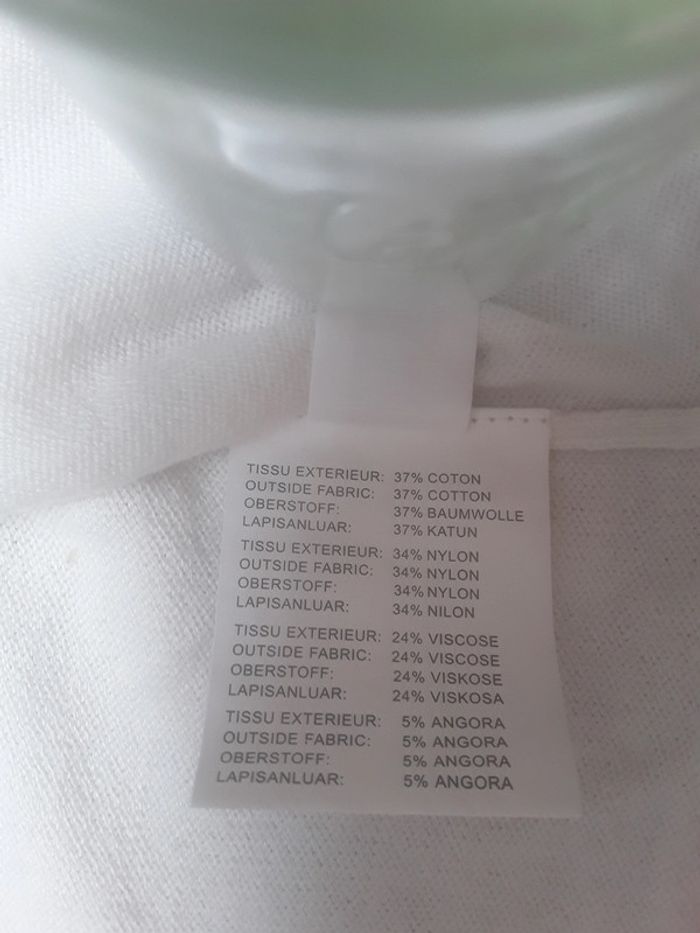 TISSU EXTERIEUR: 37% COTON
OUTSIDE FABRIC: 37% COTTON
OBERSTOFF: 37% BAUMWOLLE
LAPISANLUAR: 37% KATUN
TISSU EXTERIEUR: 34% NYLON
OUTSIDE FABRIC: 34% NYLON
OBERSTOFF: 34% NYLON
LAPISANLUAR: 34% NILON
TISSU EXTERIEUR: 24% VISCOSE
OUTSIDE FABRIC: 24% VISCOSE
OBERSTOFF: 24% VISKOSE
LAPISANLUAR: 24% VISKOSA
TISSU EXTERIEUR: 5% ANGORA
OUTSIDE FABRIC: 5% ANGORA
OBERSTOFF: 5% ANGORA
LAPISANLUAR: 5% ANGORA